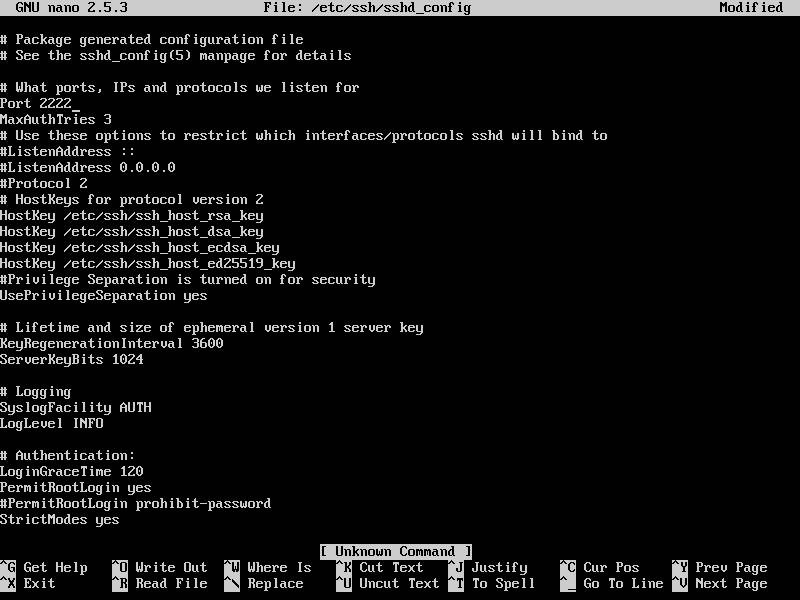 GNU nano 2.5.3 File: /etc/ssh/sshd_config Modified
# Package generated configuration file
# See the sshd_config(5) manpage for details
# What ports, IPs and protocols we listen for
Port 2222_
MaxAuthTries 3
# Use these options to restrict which interfaces/protocols sshd will bind to
#ListenAddress ::
#ListenAddress 0.0.0.0
#Protocol 2
# HostKeys for protocol version 2
HostKey /etc/ssh/ssh_host_rsa_key
HostKey /etc/ssh/ssh_host_dsa_key
HostKey /etc/ssh/ssh_host_ecdsa_key
HostKey /etc/ssh/ssh_host_ed25519_key
#Privilege Separation is turned on for security
UsePrivilegeSeparation yes
# Lifetime and size of ephemeral version 1 server key
KeyRegenerationInterval 3600
ServerKeyBits 1024
# Logging
SyslogFacility AUTH
LogLevel INFO
# Authentication:
LoginGraceTime 120
PermitRootLogin yes
#PermitRootLogin prohibit-password
StrictModes yes
[ Unknown Command ]
^G Get Help ^O Write Out ^W Where Is ^K Cut Text ^J Justify ^C Cur Pos ^Y Prev Page
^X Exit ^R Read File ^\ Replace ^U Uncut Text ^T To Spell ^_ Go To Line ^V Next Page